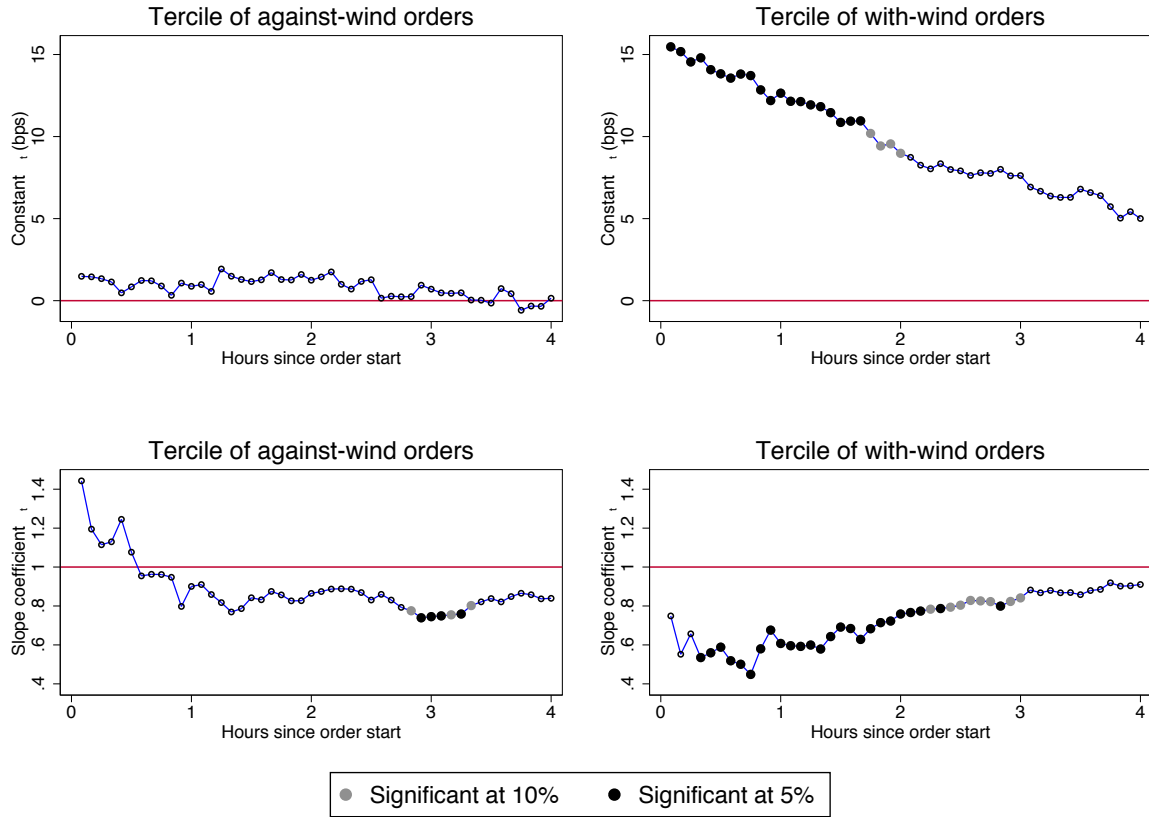 Tercile of against-wind orders
Tercile of with-wind orders
Constant t (bps)
15
10
5
0
0 1 2 3 4
Hours since order start
Constant t (bps)
15
10
5
0
0 1 2 3 4
Hours since order start
Tercile of against-wind orders
Tercile of with-wind orders
Slope coefficient t
1.4
1.2
1
.8
.6
.4
0 1 2 3 4
Hours since order start
Slope coefficient t
1.4
1.2
1
.8
.6
.4
0 1 2 3 4
Hours since order start
Significant at 10% Significant at 5%